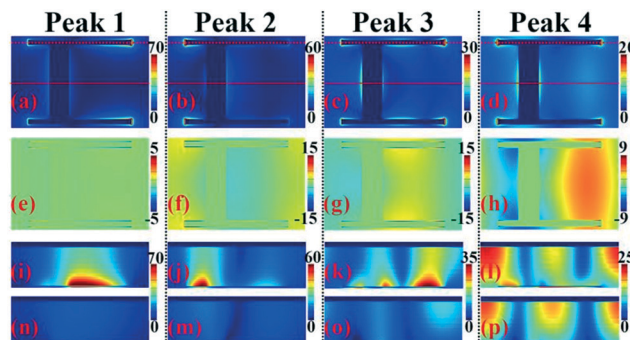 Peak 1 Peak 2 Peak 3 Peak 4
70 60 30 20
(a) (b) (c) (d)
0 0 0 0
5 15 15 9
(e) (f) (g) (h)
-5 -15 -15 -9
70 60 35 25
(i) (j) (k) (l)
(n) (m) (o) (p)
0 0 0 0